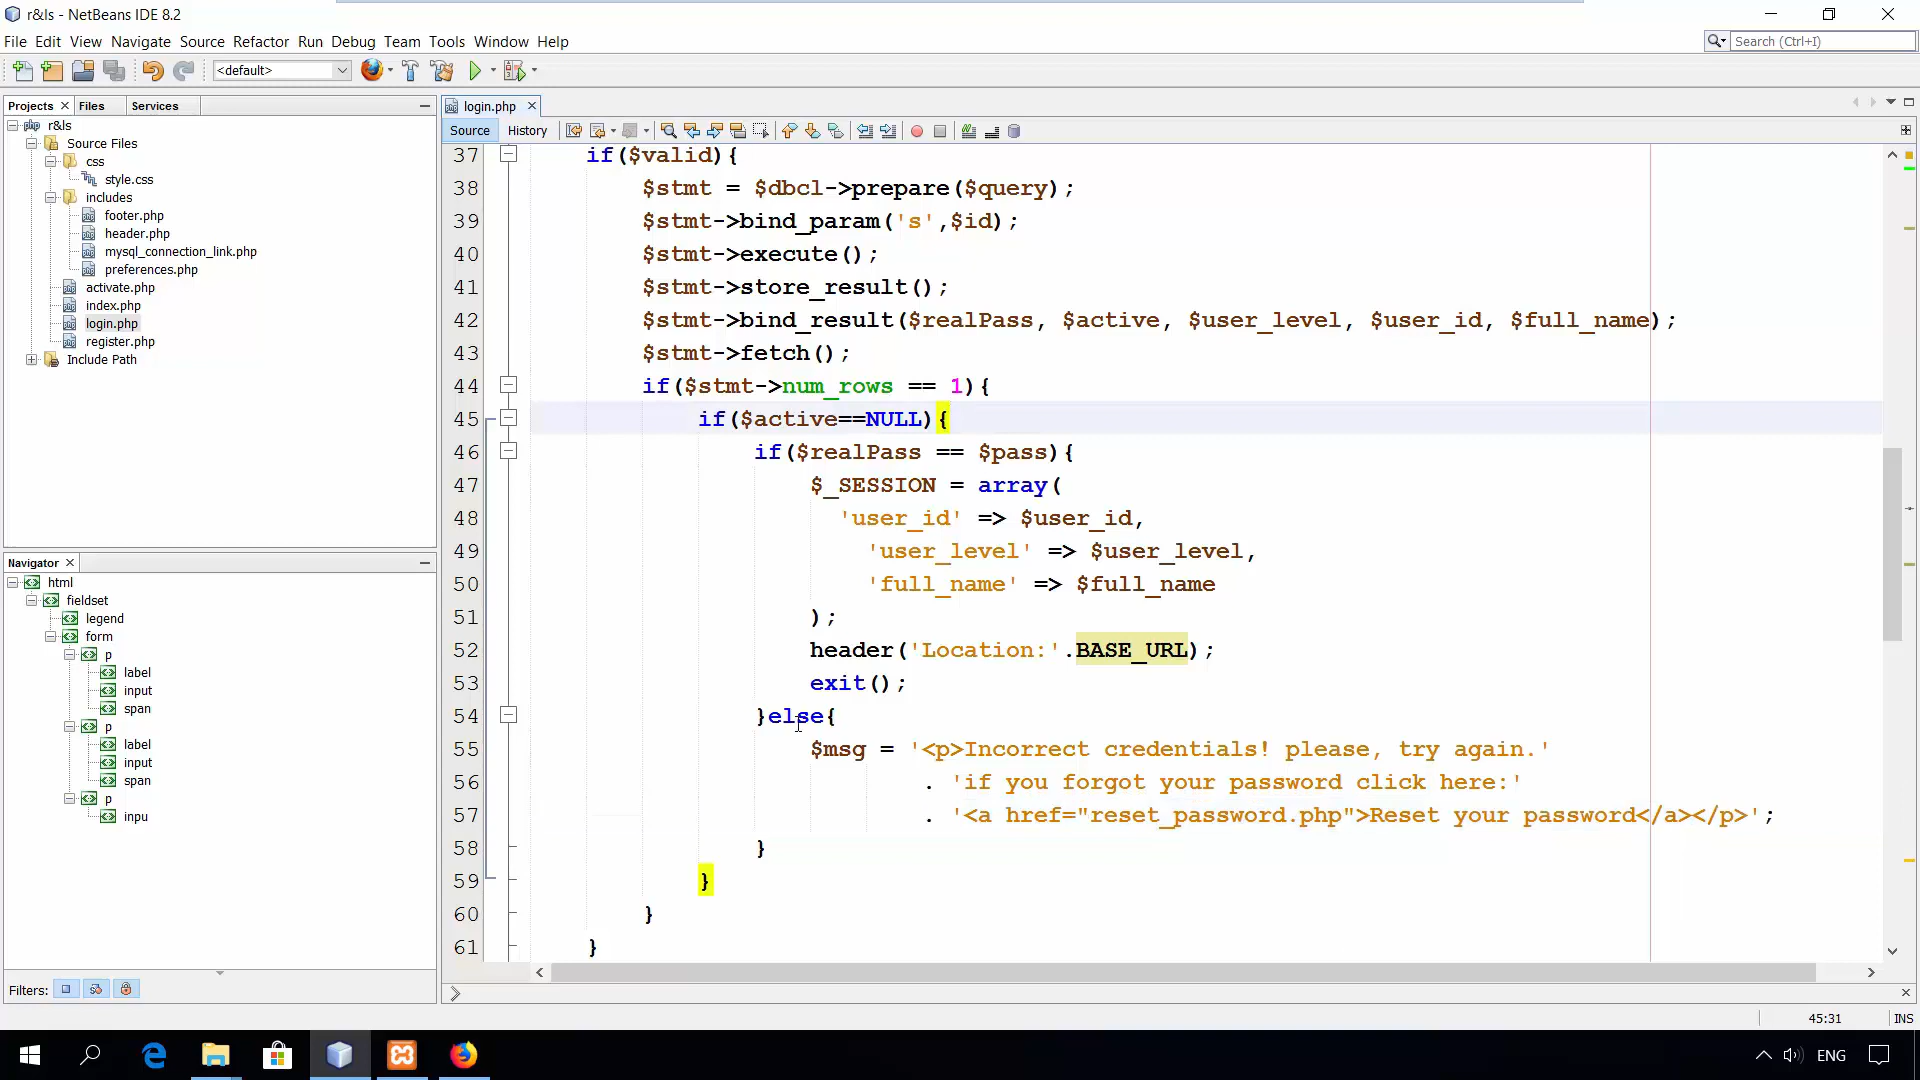 r&ls - NetBeans IDE 8.2
File Edit View Navigate Source Refactor Run Debug Team Tools Window Help
Search (Ctrl+I)
<default>
Projects Files Services
r&ls
Source Files
css
style.css
includes
footer.php
header.php
mysql_connection_link.php
preferences.php
activate.php
index.php
login.php
register.php
Include Path
Navigator
html
fieldset
legend
form
p
label
input
span
p
label
input
span
p
inpu
Filters:
login.php
Source History
37 if($valid){
38 $stmt = $dbcl->prepare($query);
39 $stmt->bind_param('s',$id);
40 $stmt->execute();
41 $stmt->store_result();
42 $stmt->bind_result($realPass, $active, $user_level, $user_id, $full_name);
43 $stmt->fetch();
44 if($stmt->num_rows == 1){
45 if($active==NULL){
46 if($realPass == $pass){
47 $_SESSION = array(
48 'user_id' => $user_id,
49 'user_level' => $user_level,
50 'full_name' => $full_name
51 );
52 header('Location:'.BASE_URL);
53 exit();
54 }else{
55 $msg = '<p>Incorrect credentials! please, try again.'
56 . 'if you forgot your password click here:'
57 . '<a href="reset_password.php">Reset your password</a></p>';
58 }
59 }
60 }
61 }
45:31 INS
ENG